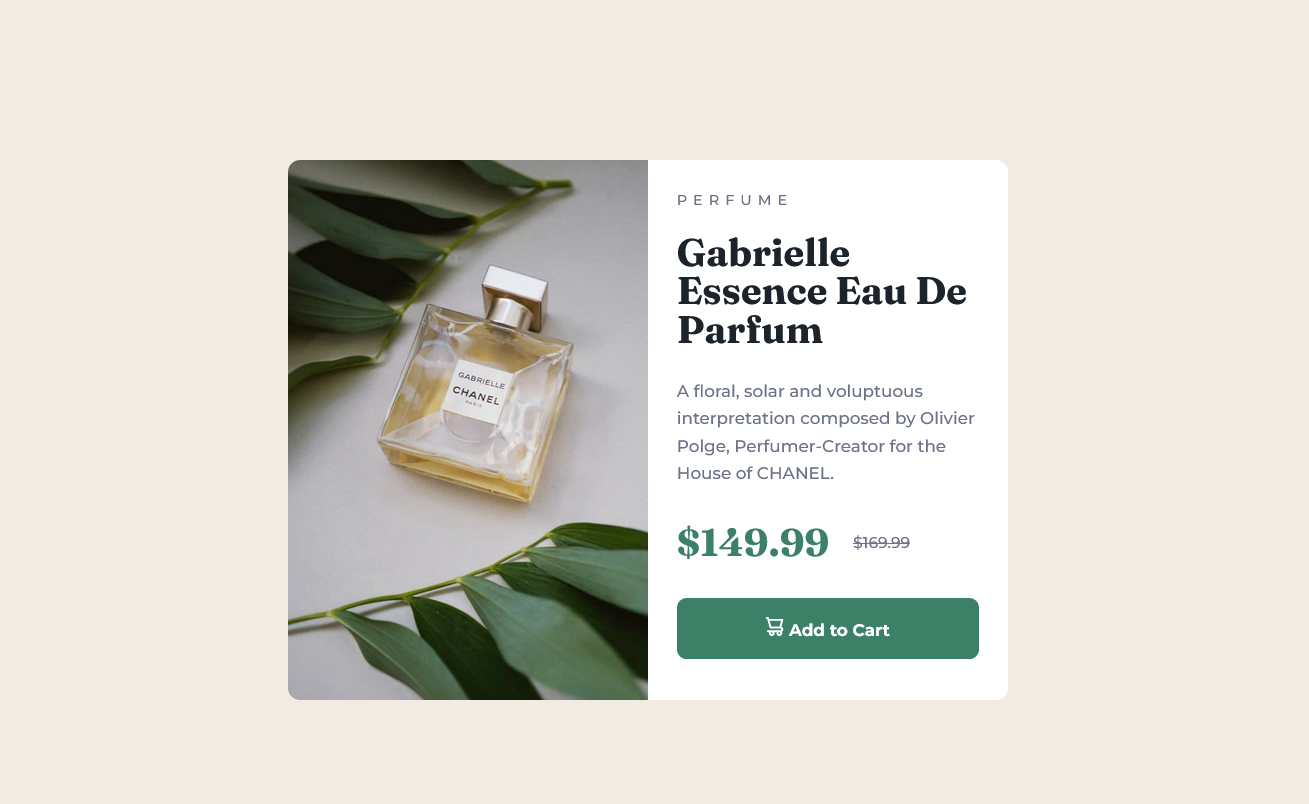 GABRIELLE
CHANEL
PARIS
PERFUME
Gabrielle
Essence Eau De
Parfum
A floral, solar and voluptuous
interpretation composed by Olivier
Polge, Perfumer-Creator for the
House of CHANEL.
$149.99 $169.99
Add to Cart